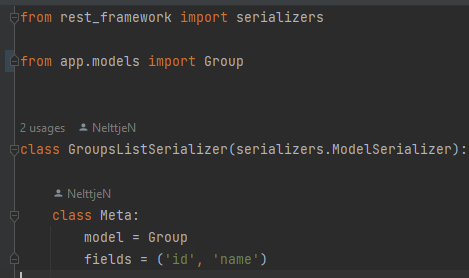 from rest_framework import serializers
from app.models import Group
2 usages NelttjeN
class GroupsListSerializer(serializers.ModelSerializer):
NelttjeN
class Meta:
model = Group
fields = ('id', 'name')